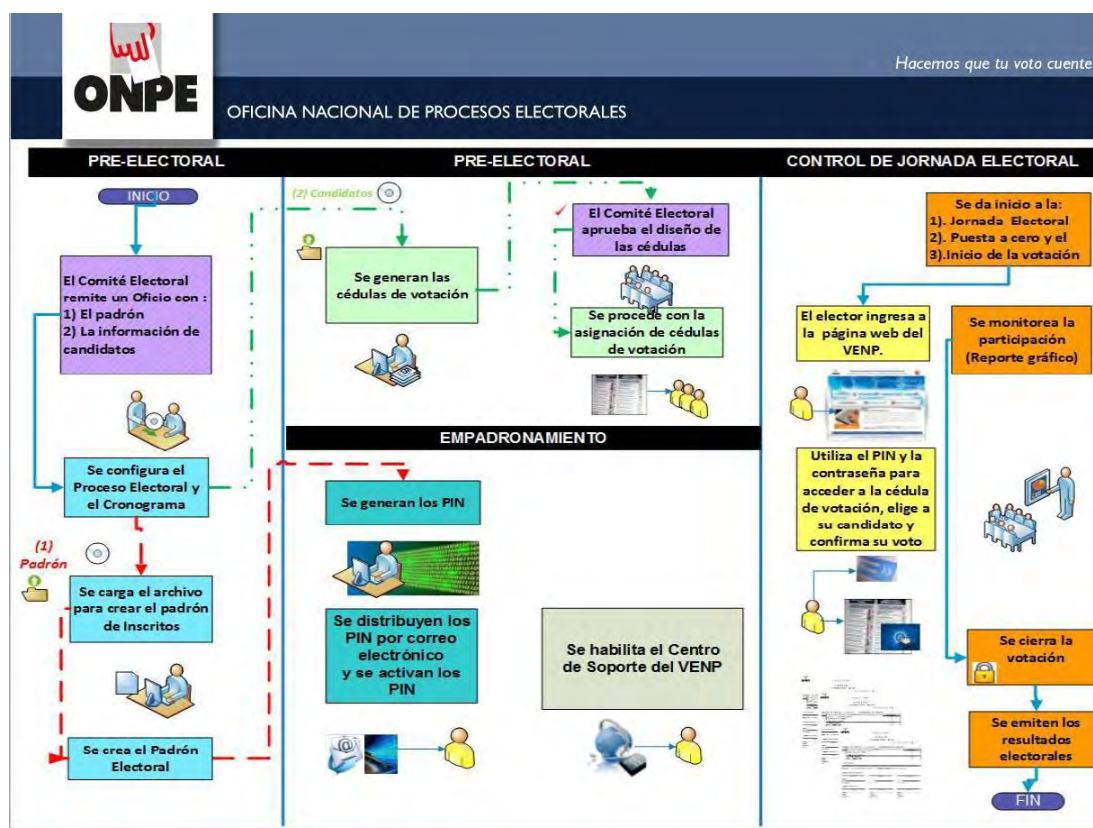 ONPE
Hacemos que tu voto cuente
OFICINA NACIONAL DE PROCESOS ELECTORALES
PRE-ELECTORAL
INICIO
El Comité Electoral
remite un Oficio con :
1) El padrón
2) La información de
candidatos
Se configura el
Proceso Electoral y
el Cronograma
(1)
Padrón
Se carga el archivo
para crear el padrón
de Inscritos
Se crea el Padrón
Electoral
PRE-ELECTORAL
(2) Candidatos
Se generan las
cédulas de votación
El Comité Electoral
aprueba el diseño de
las cédulas
Se procede con la
asignación de cédulas
de votación
EMPADRONAMIENTO
Se generan los PIN
Se distribuyen los
PIN por correo
electrónico
y se activan los
PIN
Se habilita el Centro
de Soporte del VENP
CONTROL DE JORNADA ELECTORAL
Se da inicio a la:
1). Jornada Electoral
2). Puesta a cero y el
3).Inicio de la votación
El elector ingresa a
la página web del
VENP.
Se monitorea la
participación
(Reporte gráfico)
Utiliza el PIN y la
contraseña para
acceder a la cédula
de votación, elige a
su candidato y
confirma su voto
Se cierra la
votación
Se emiten los
resultados
electorales
FIN